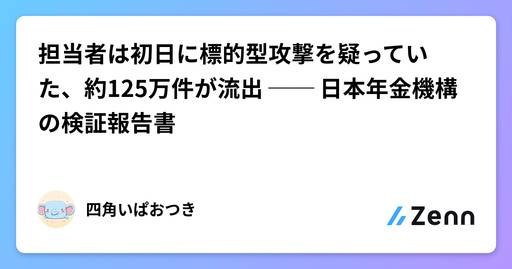 担当者は初日に標的型攻撃を疑ってい
た、約125万件が流出 ── 日本年金機構
の検証報告書
四角いぱおつき
Zenn